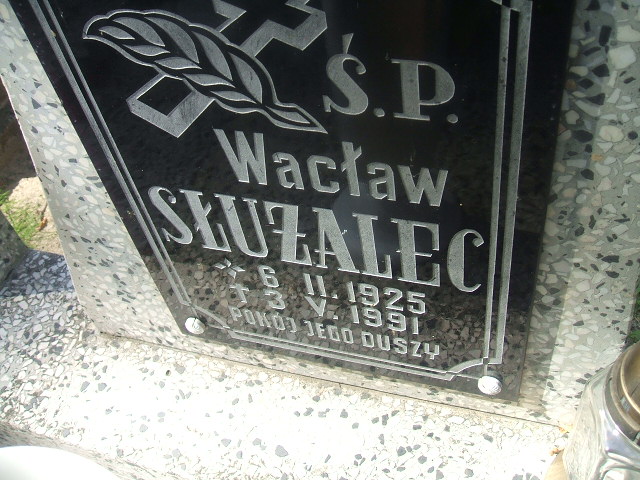 Ś.P.
Wacław
SŁUŻALEC
* 6 II.1925
† 3 V.1991
POKÓJ JEGO DUSZY